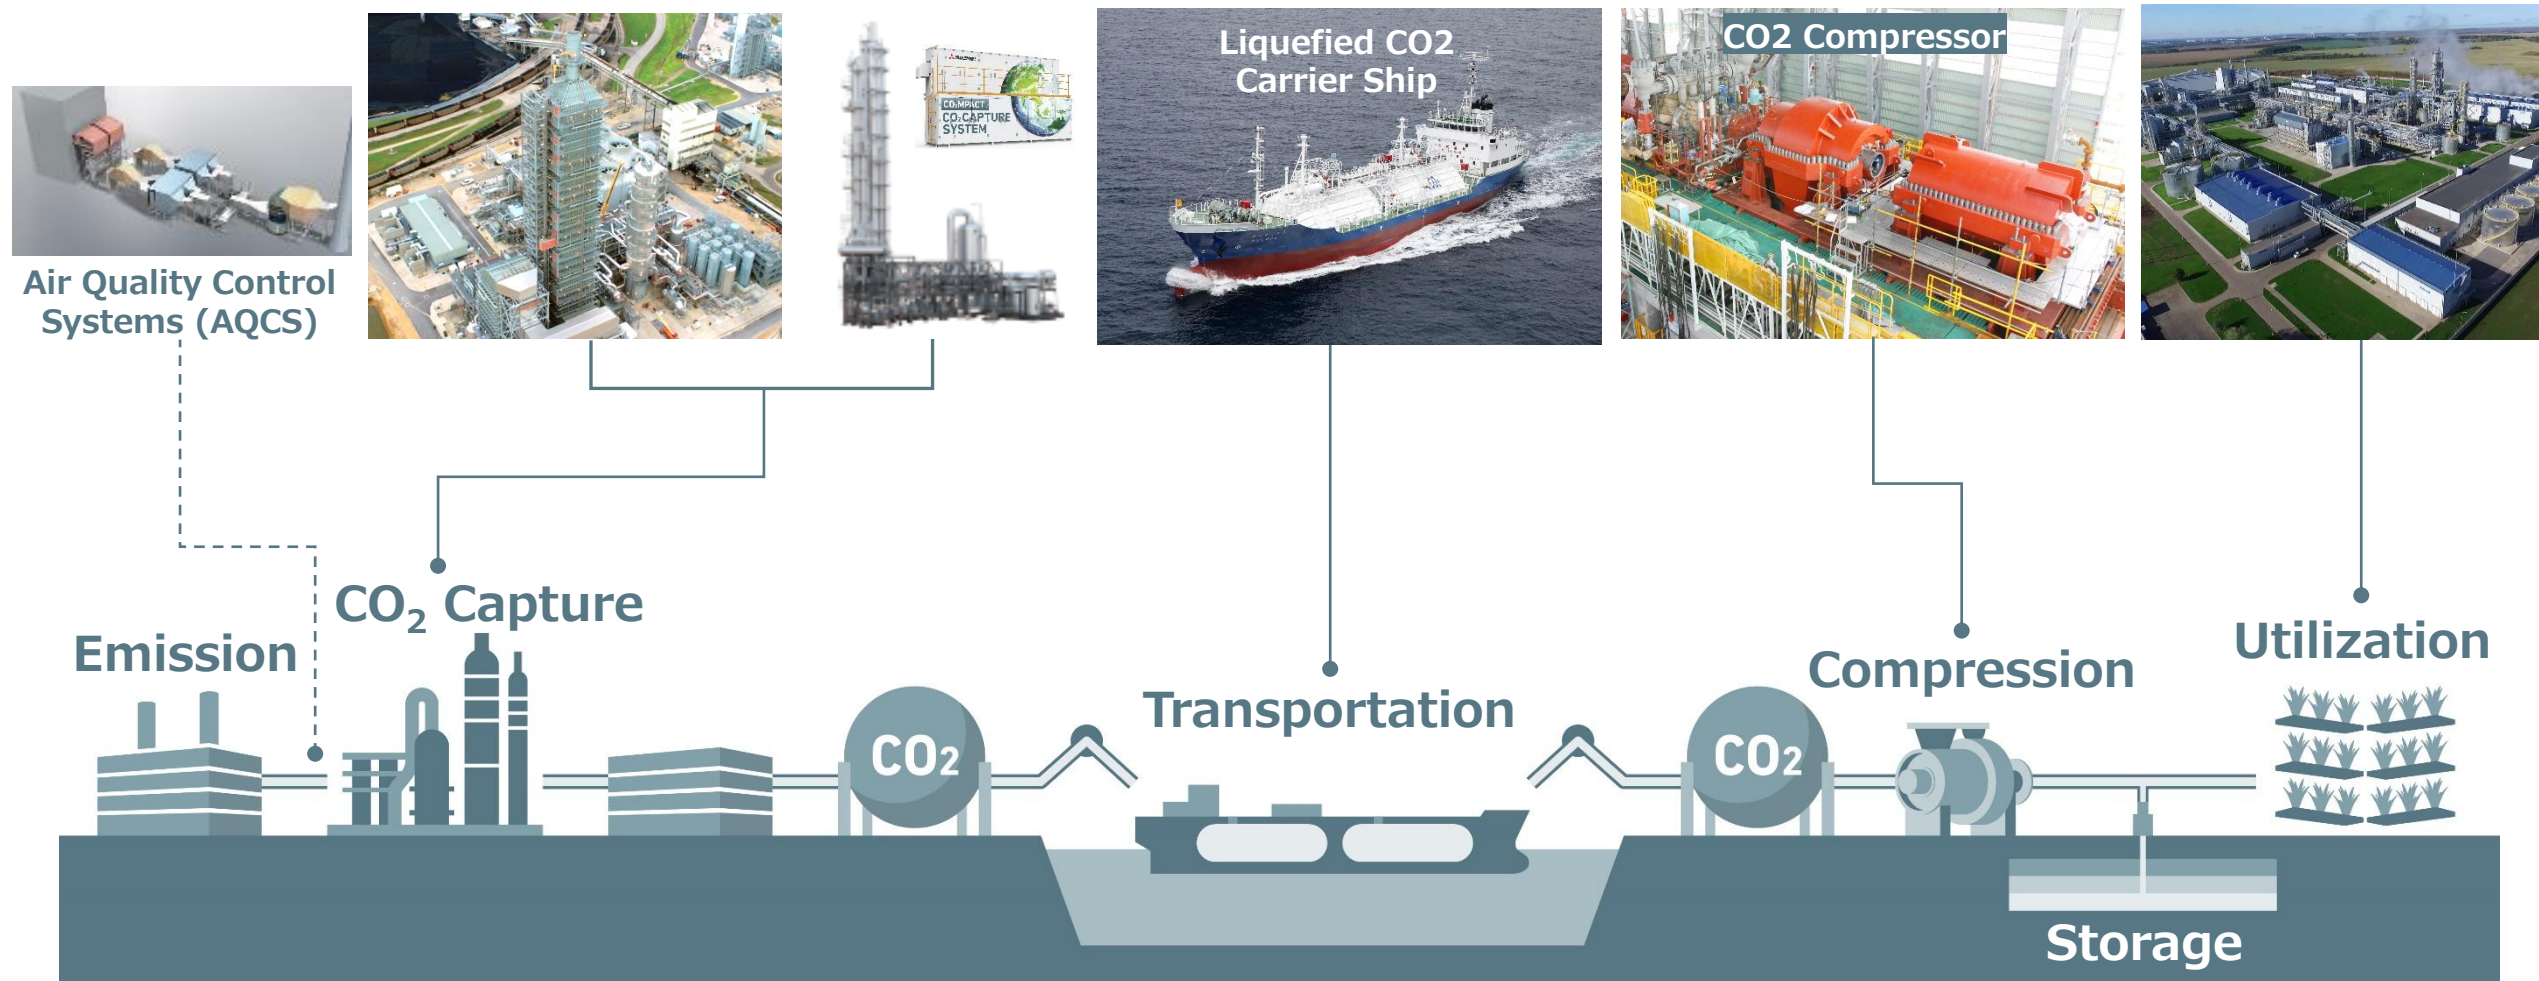 Air Quality Control
Systems (AQCS)
CO2MPACT
CO2 CAPTURE
SYSTEM
Liquefied CO2
Carrier Ship
CO2 Compressor
Emission
CO₂ Capture
Transportation
Compression
Utilization
CO2
CO2
Storage